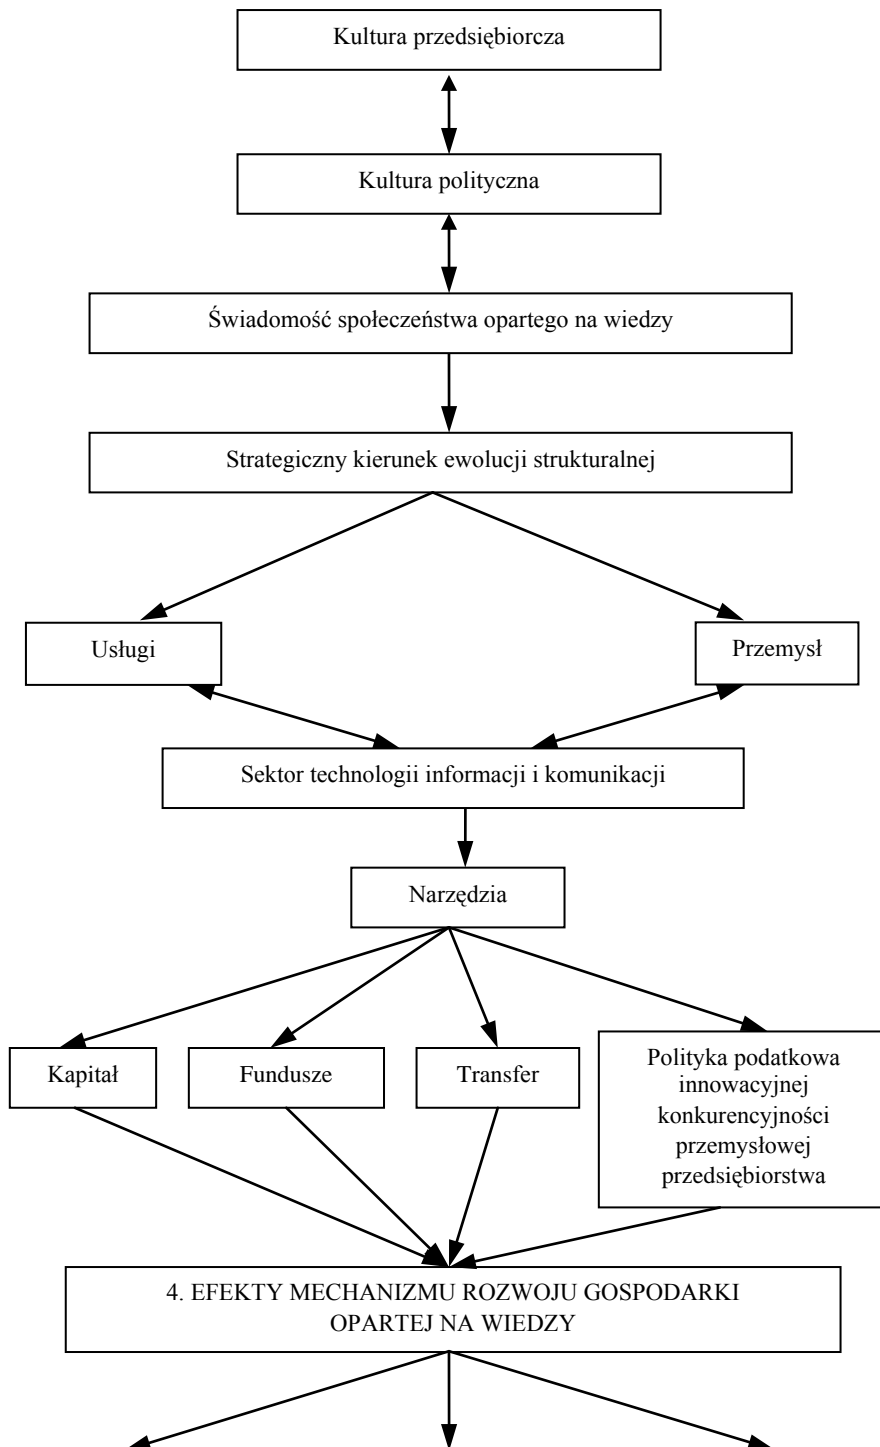 Kultura przedsiębiorcza
Kultura polityczna
Świadomość społeczeństwa opartego na wiedzy
Strategiczny kierunek ewolucji strukturalnej
Usługi
Przemysł
Sektor technologii informacji i komunikacji
Narzędzia
Kapitał
Fundusze
Transfer
Polityka podatkowa
innowacyjnej
konkurencyjności
przemysłowej
przedsiębiorstwa
4. EFEKTY MECHANIZMU ROZWOJU GOSPODARKI
OPARTEJ NA WIEDZY